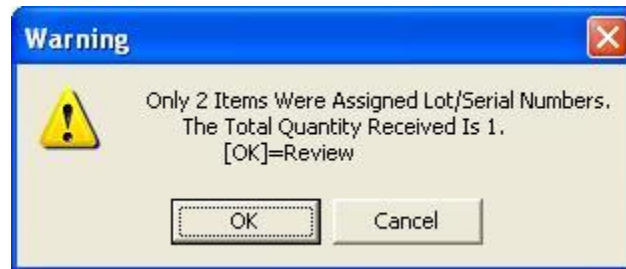 Warning
Only 2 Items Were Assigned Lot/Serial Numbers.
The Total Quantity Received Is 1.
[OK]=Review
OK
Cancel